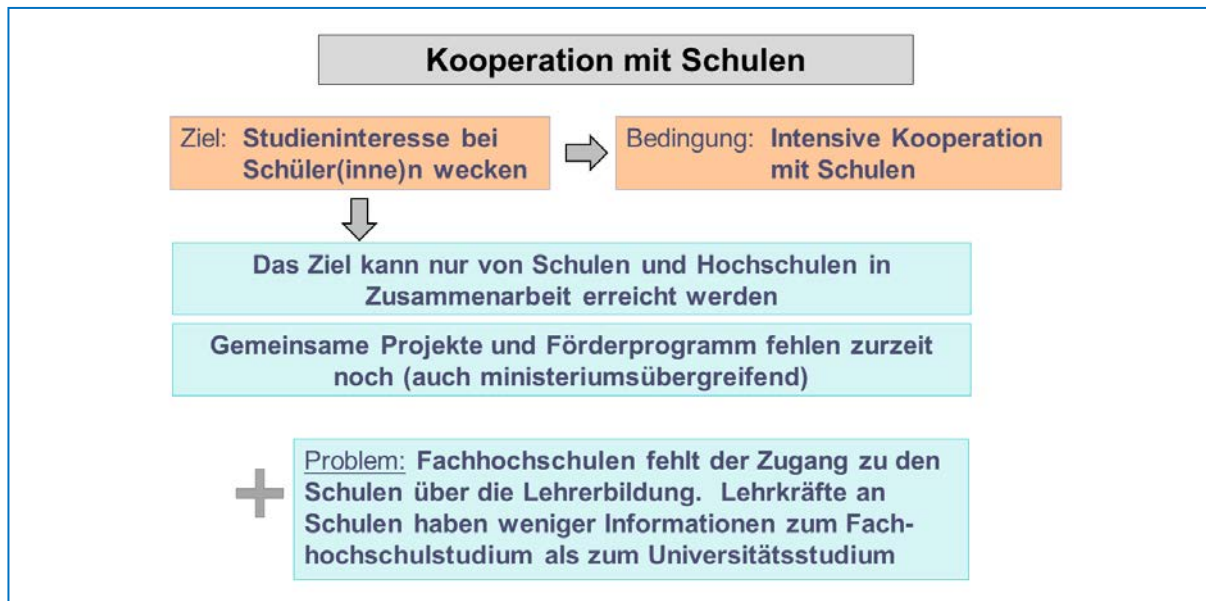 Kooperation mit Schulen
Ziel: Studieninteresse bei
Schüler(inne)n wecken
Bedingung: Intensive Kooperation
mit Schulen
Das Ziel kann nur von Schulen und Hochschulen in
Zusammenarbeit erreicht werden
Gemeinsame Projekte und Förderprogramm fehlen zurzeit
noch (auch ministeriumsübergreifend)
Problem: Fachhochschulen fehlt der Zugang zu den
Schulen über die Lehrerbildung. Lehrkräfte an
Schulen haben weniger Informationen zum Fach-
hochschulstudium als zum Universitätsstudium